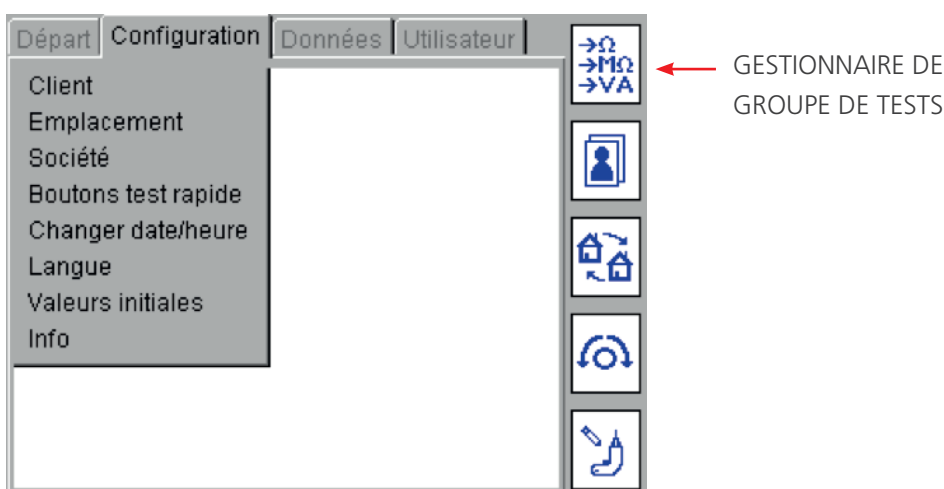 Départ Configuration Données Utilisateur
Client
Emplacement
Société
Boutons test rapide
Changer date/heure
Langue
Valeurs initiales
Info
→Ω
→MΩ
→VA
GESTIONNAIRE DE
GROUPE DE TESTS